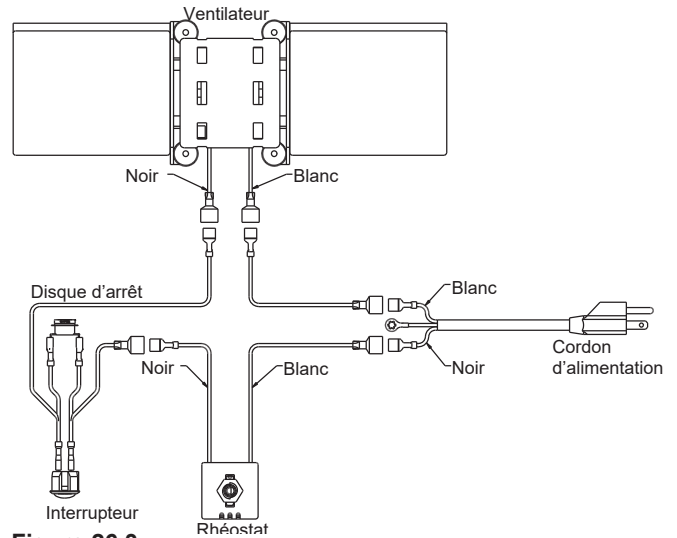 Ventilateur
Noir
Blanc
Disque d’arrêt
Blanc
Cordon
d’alimentation
Noir
Blanc
Noir
Interrupteur
Rhéostat